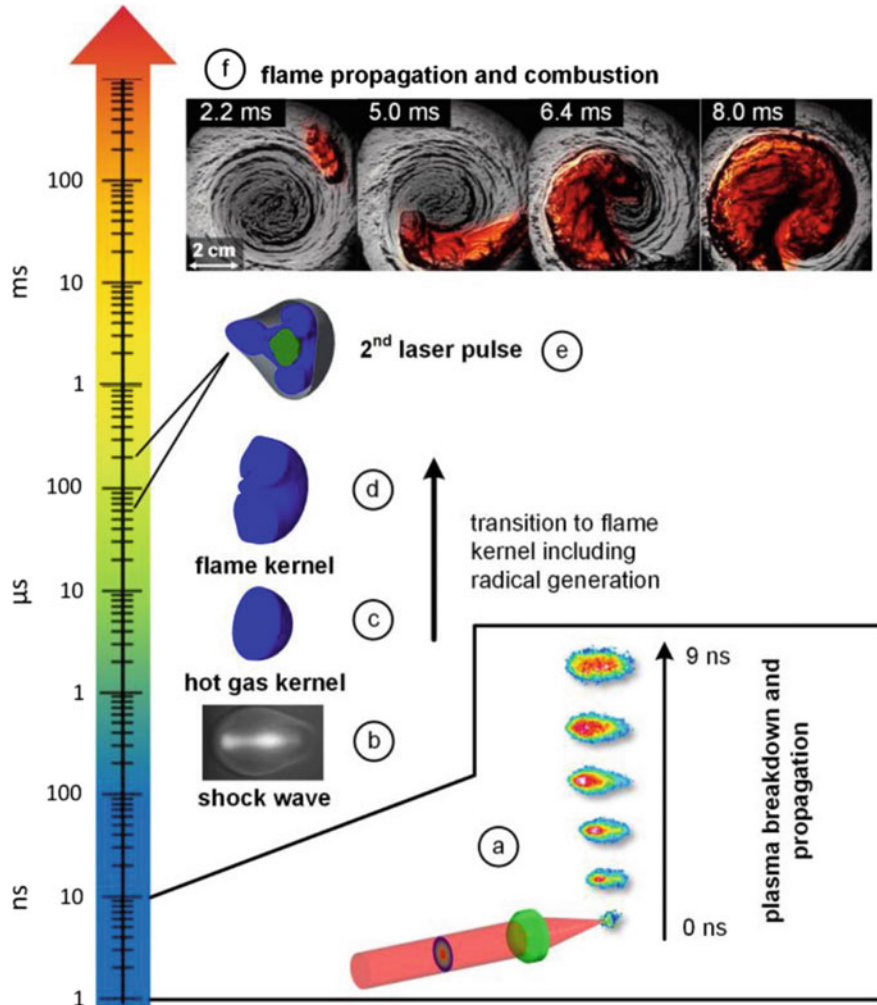 f flame propagation and combustion
2.2 ms 5.0 ms 6.4 ms 8.0 ms
2 cm
100
ms
10
2nd laser pulse e
1
d
100
transition to flame
kernel including
radical generation
flame kernel
µs
10
c
9 ns
hot gas kernel
1
b
plasma breakdown and
propagation
shock wave
100
a
ns
10
0 ns
1